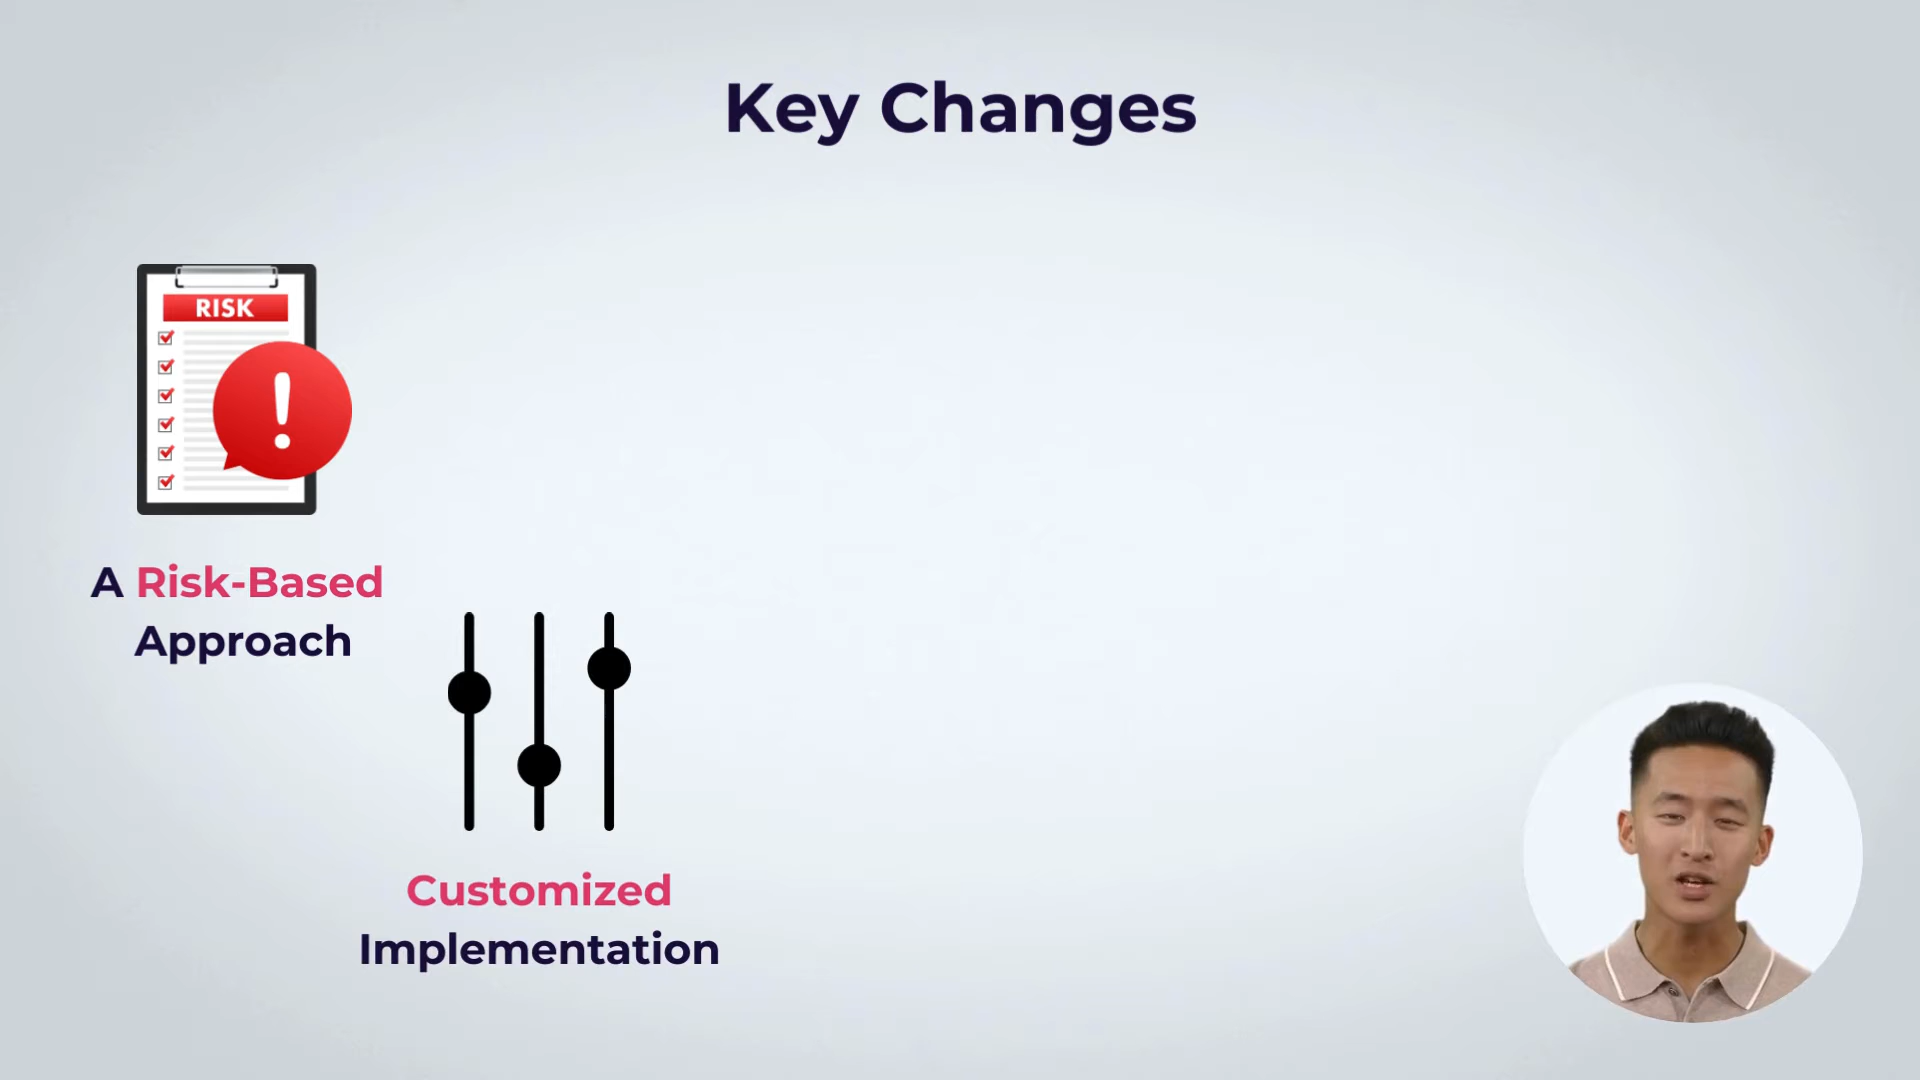 Key Changes
RISK
A Risk-Based
Approach
Customized
Implementation